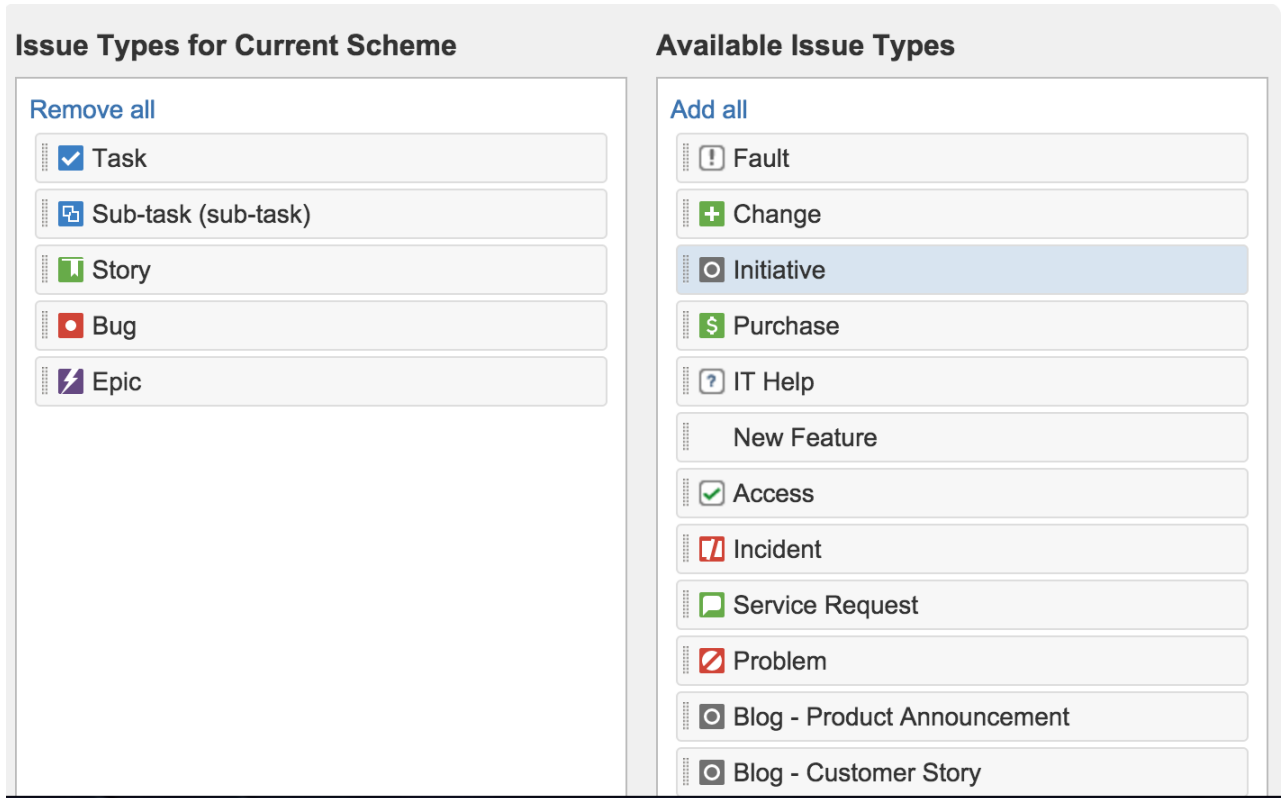 Issue Types for Current Scheme
Remove all
Task
Sub-task (sub-task)
Story
Bug
Epic
Available Issue Types
Add all
Fault
Change
Initiative
Purchase
IT Help
New Feature
Access
Incident
Service Request
Problem
Blog - Product Announcement
Blog - Customer Story